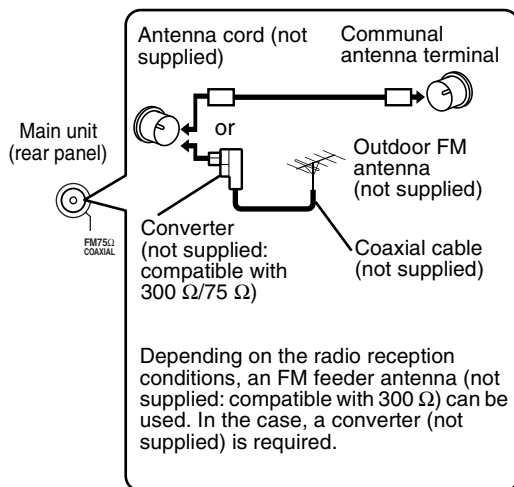 Antenna cord (not
supplied)
Communal
antenna terminal
Main unit
(rear panel)
or
Outdoor FM
antenna
(not supplied)
FM75Ω
COAXIAL
Converter
(not supplied:
compatible with
300 Ω/75 Ω)
Coaxial cable
(not supplied)
Depending on the radio reception
conditions, an FM feeder antenna (not
supplied: compatible with 300 Ω) can be
used. In the case, a converter (not
supplied) is required.